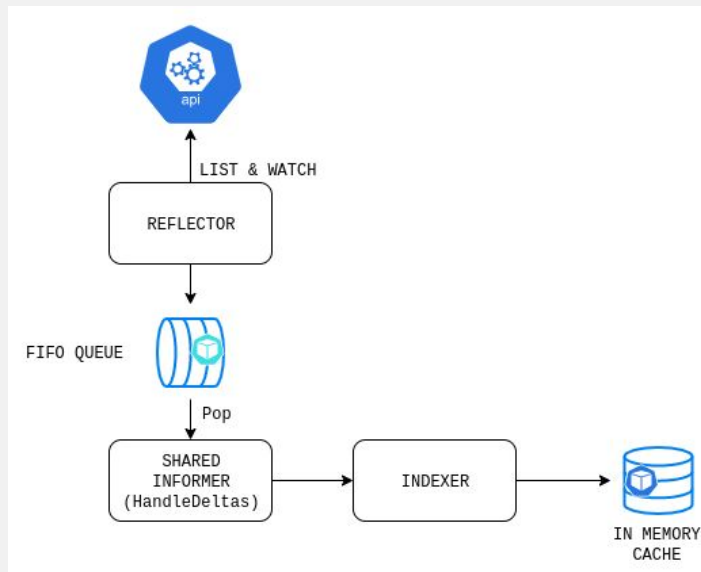 api
LIST & WATCH
REFLECTOR
FIFO QUEUE
Pop
SHARED
INFORMER
(HandleDeltas)
INDEXER
IN MEMORY
CACHE